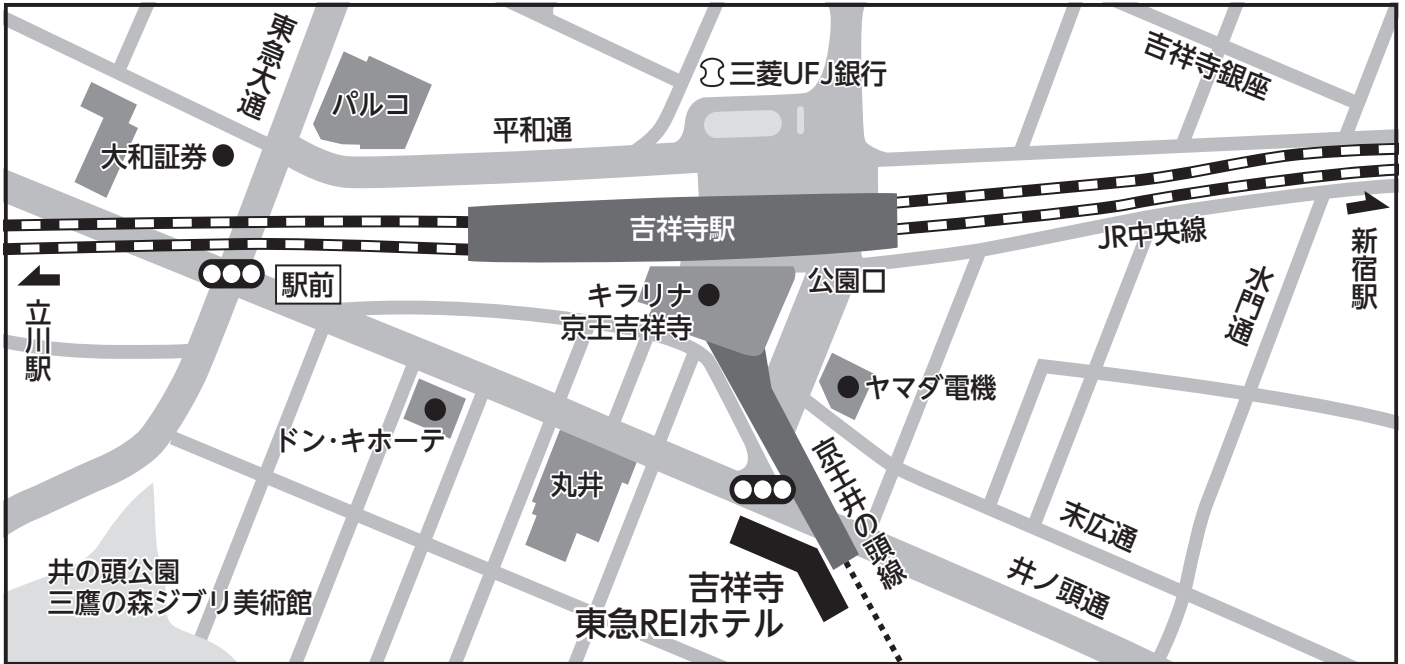 東急大通
パルコ
三菱UFJ銀行
吉祥寺銀座
平和通
大和証券
吉祥寺駅
JR中央線
新宿駅
水門通
公園口
駅前
キラリナ
京王吉祥寺
立川駅
ヤマダ電機
ドン・キホーテ
丸井
京王井の頭線
末広通
井ノ頭通
井の頭公園
三鷹の森ジブリ美術館
吉祥寺
東急REIホテル